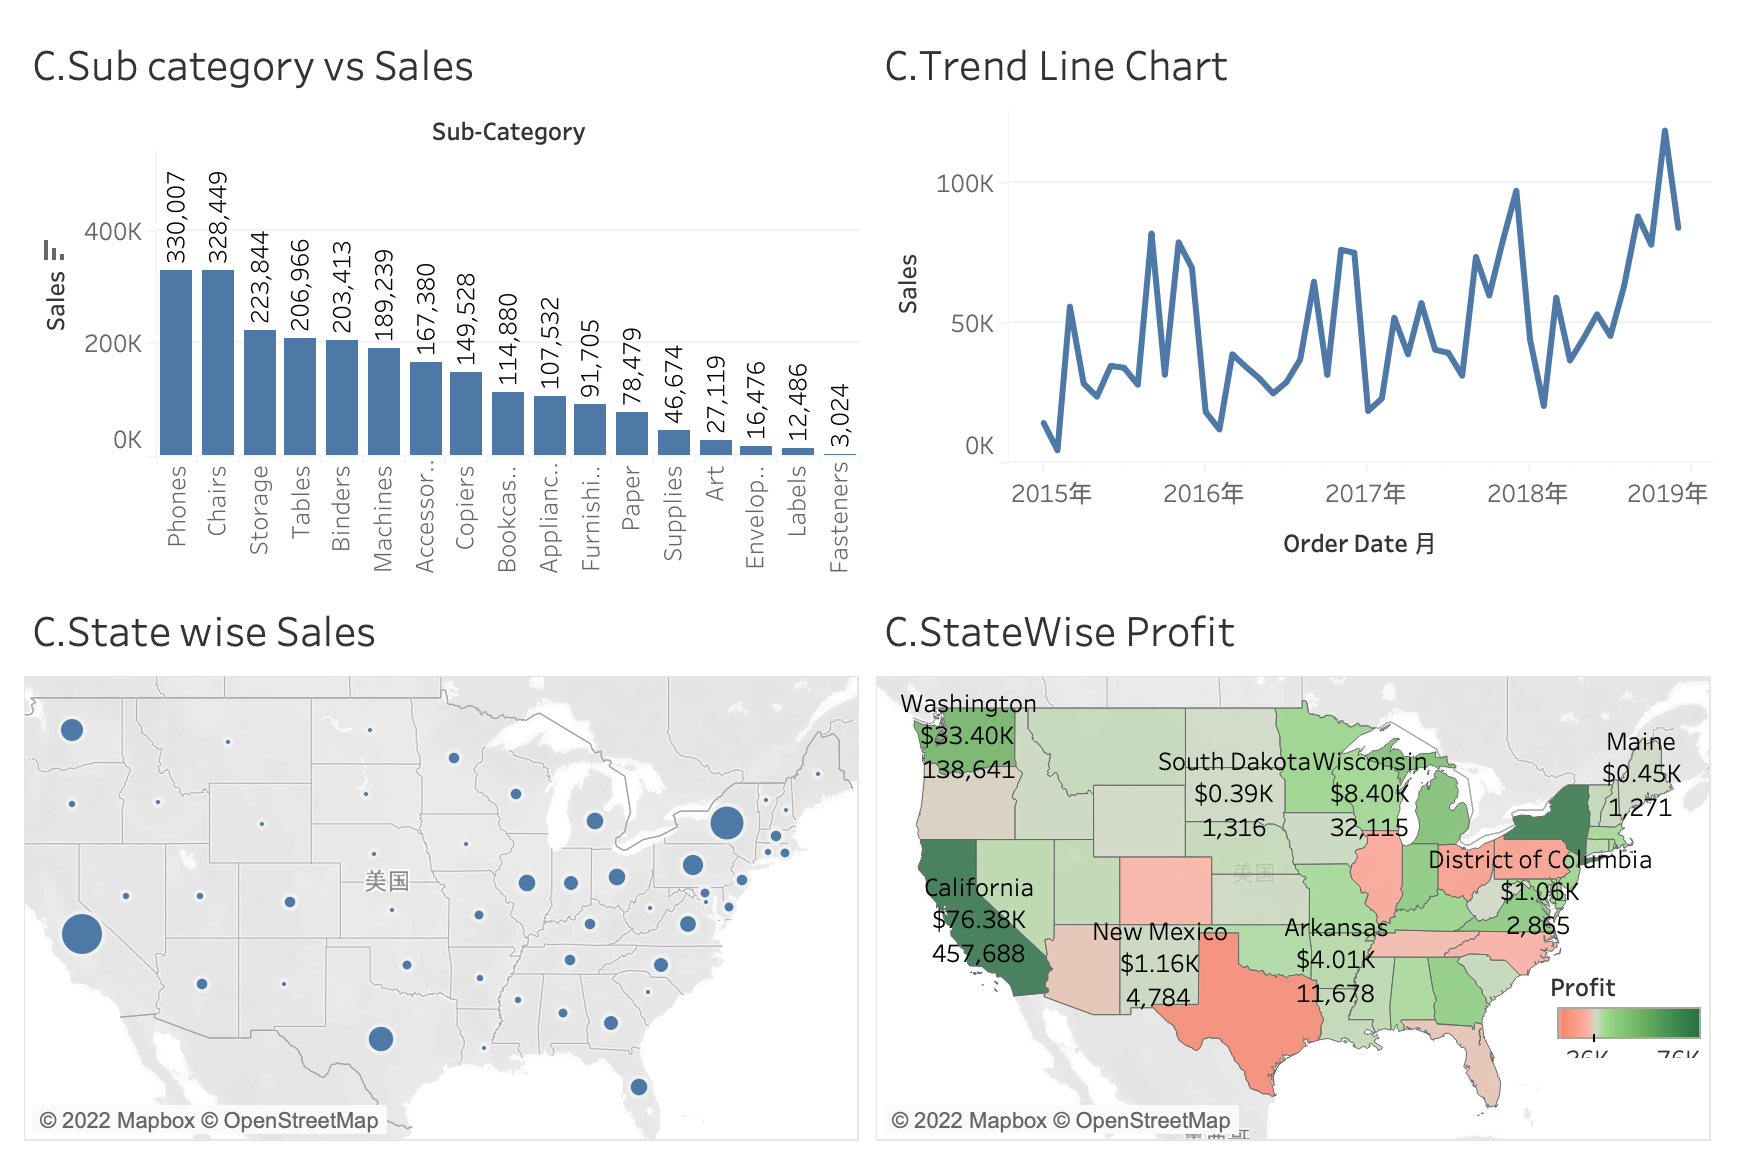 C.Sub category vs Sales
Sub-Category
Sales
400K
200K
0K
330,007
328,449
223,844
206,966
203,413
189,239
167,380
149,528
114,880
107,532
91,705
78,479
46,674
27,119
16,476
12,486
3,024
Phones
Chairs
Storage
Tables
Binders
Machines
Accessor..
Copiers
Bookcas..
Applianc..
Furnishi..
Paper
Supplies
Art
Envelop..
Labels
Fasteners
C.Trend Line Chart
Sales
100K
50K
0K
2015年
2016年
2017年
2018年
2019年
Order Date 月
C.State wise Sales
美国
© 2022 Mapbox © OpenStreetMap
C.StateWise Profit
Washington
$33.40K
138,641
South Dakota
$0.39K
1,316
Wisconsin
$8.40K
32,115
Maine
$0.45K
1,271
美国
District of Columbia
$1.06K
2,865
California
$76.38K
457,688
New Mexico
$1.16K
4,784
Arkansas
$4.01K
11,678
Profit
76K
© 2022 Mapbox © OpenStreetMap